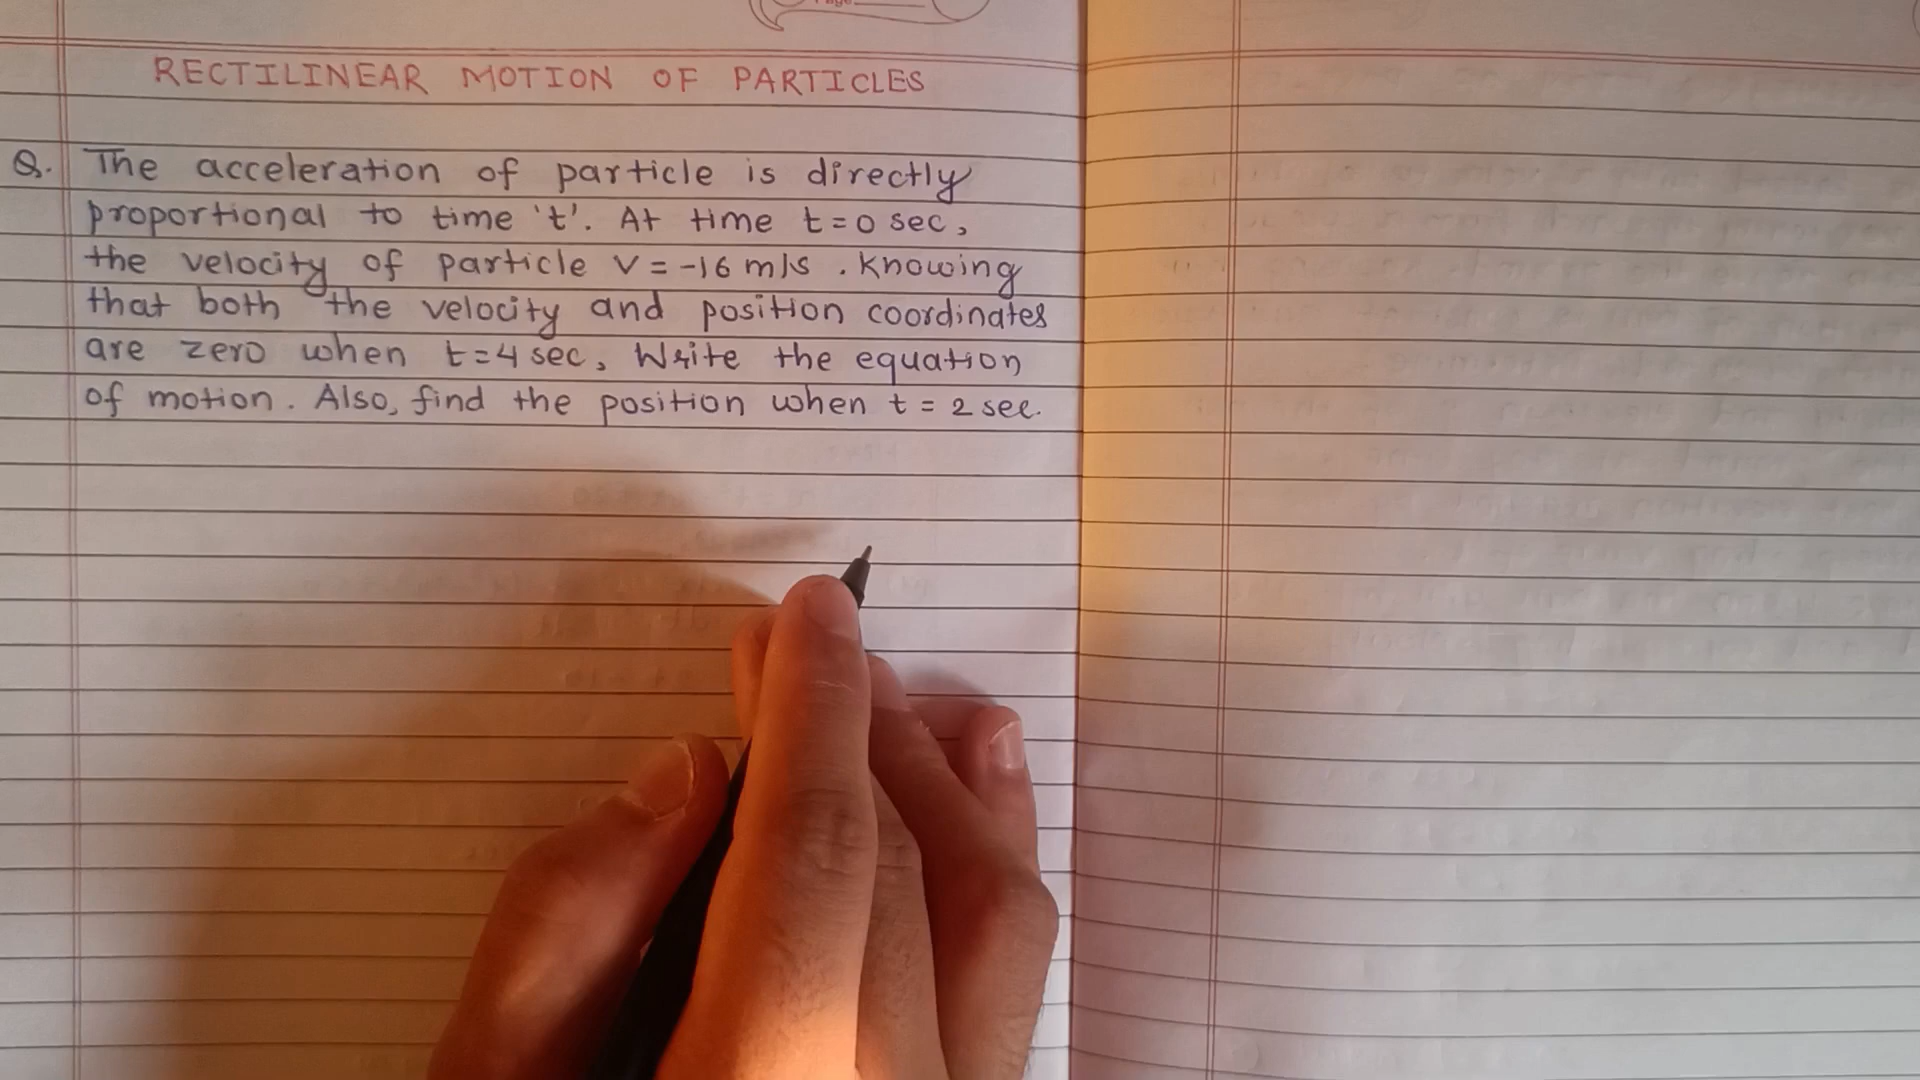 RECTILINEAR MOTION OF PARTICLES
Q. The acceleration of particle is directly
proportional to time 't'. At time t=0 sec,
the velocity of particle v = -16 m/s . Knowing
that both the velocity and position coordinates
are zero when t=4 sec, Write the equation
of motion. Also, find the position when t = 2 sec.